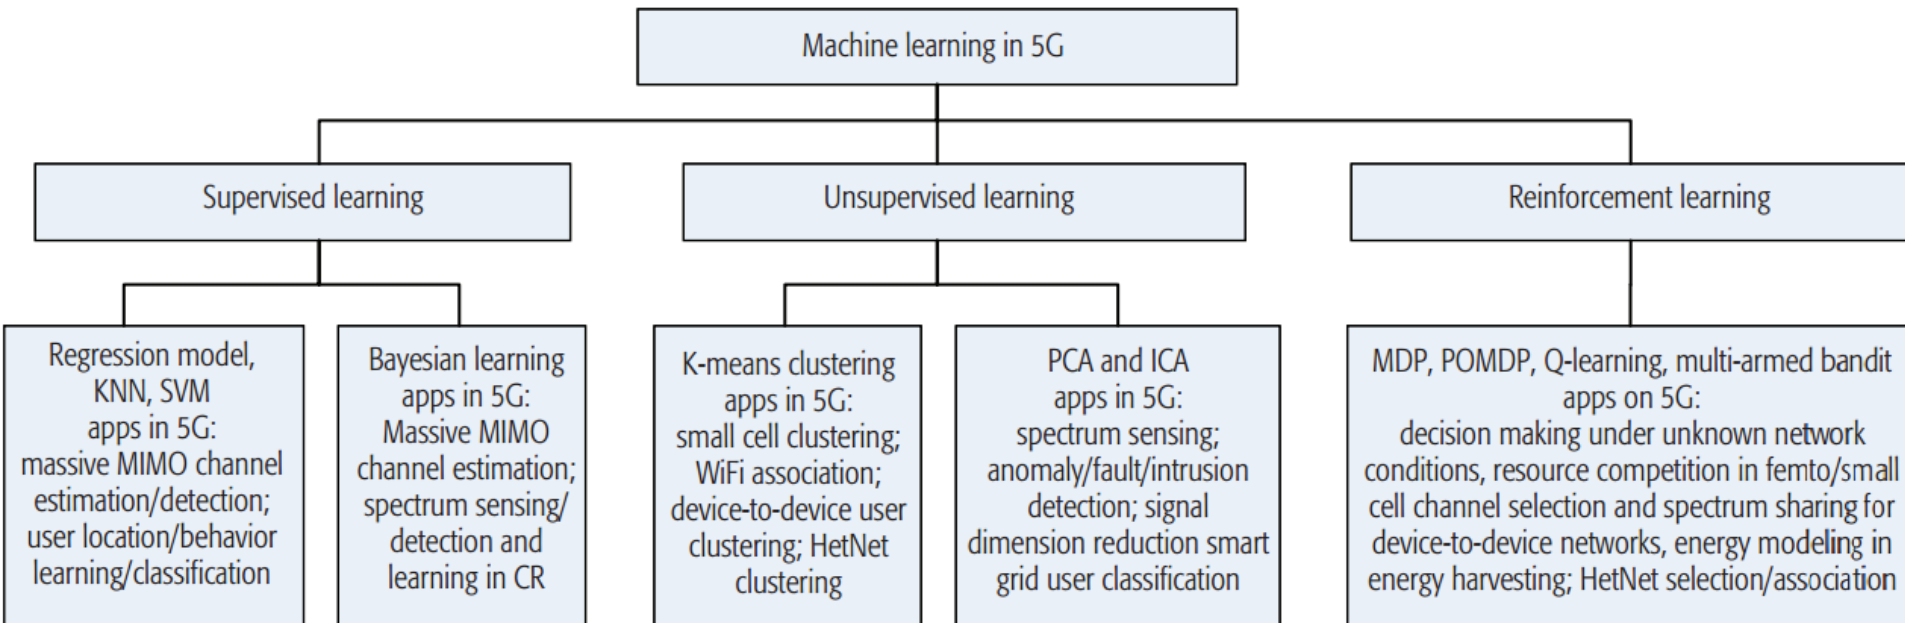 Machine learning in 5G
Supervised learning
Unsupervised learning
Reinforcement learning
Regression model,
KNN, SVM
apps in 5G:
massive MIMO channel
estimation/detection;
user location/behavior
learning/classification
Bayesian learning
apps in 5G:
Massive MIMO
channel estimation;
spectrum sensing/
detection and
learning in CR
K-means clustering
apps in 5G:
small cell clustering;
WiFi association;
device-to-device user
clustering; HetNet
clustering
PCA and ICA
apps in 5G:
spectrum sensing;
anomaly/fault/intrusion
detection; signal
dimension reduction smart
grid user classification
MDP, POMDP, Q-learning, multi-armed bandit
apps on 5G:
decision making under unknown network
conditions, resource competition in femto/small
cell channel selection and spectrum sharing for
device-to-device networks, energy modeling in
energy harvesting; HetNet selection/association